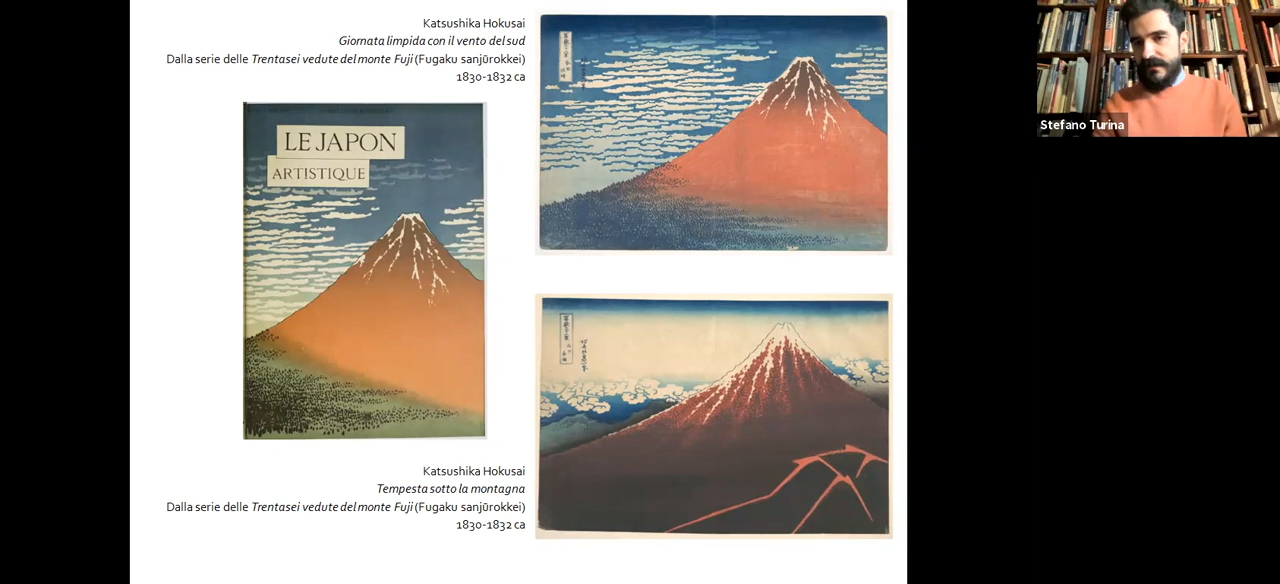 Katsushika Hokusai
Giornata limpida con il vento del sud
Dalla serie delle Trentasei vedute del monte Fuji (Fugaku sanjūrokkei)
1830-1832 ca
LE JAPON
ARTISTIQUE
Katsushika Hokusai
Tempesta sotto la montagna
Dalla serie delle Trentasei vedute del monte Fuji (Fugaku sanjūrokkei)
1830-1832 ca
Stefano Turina